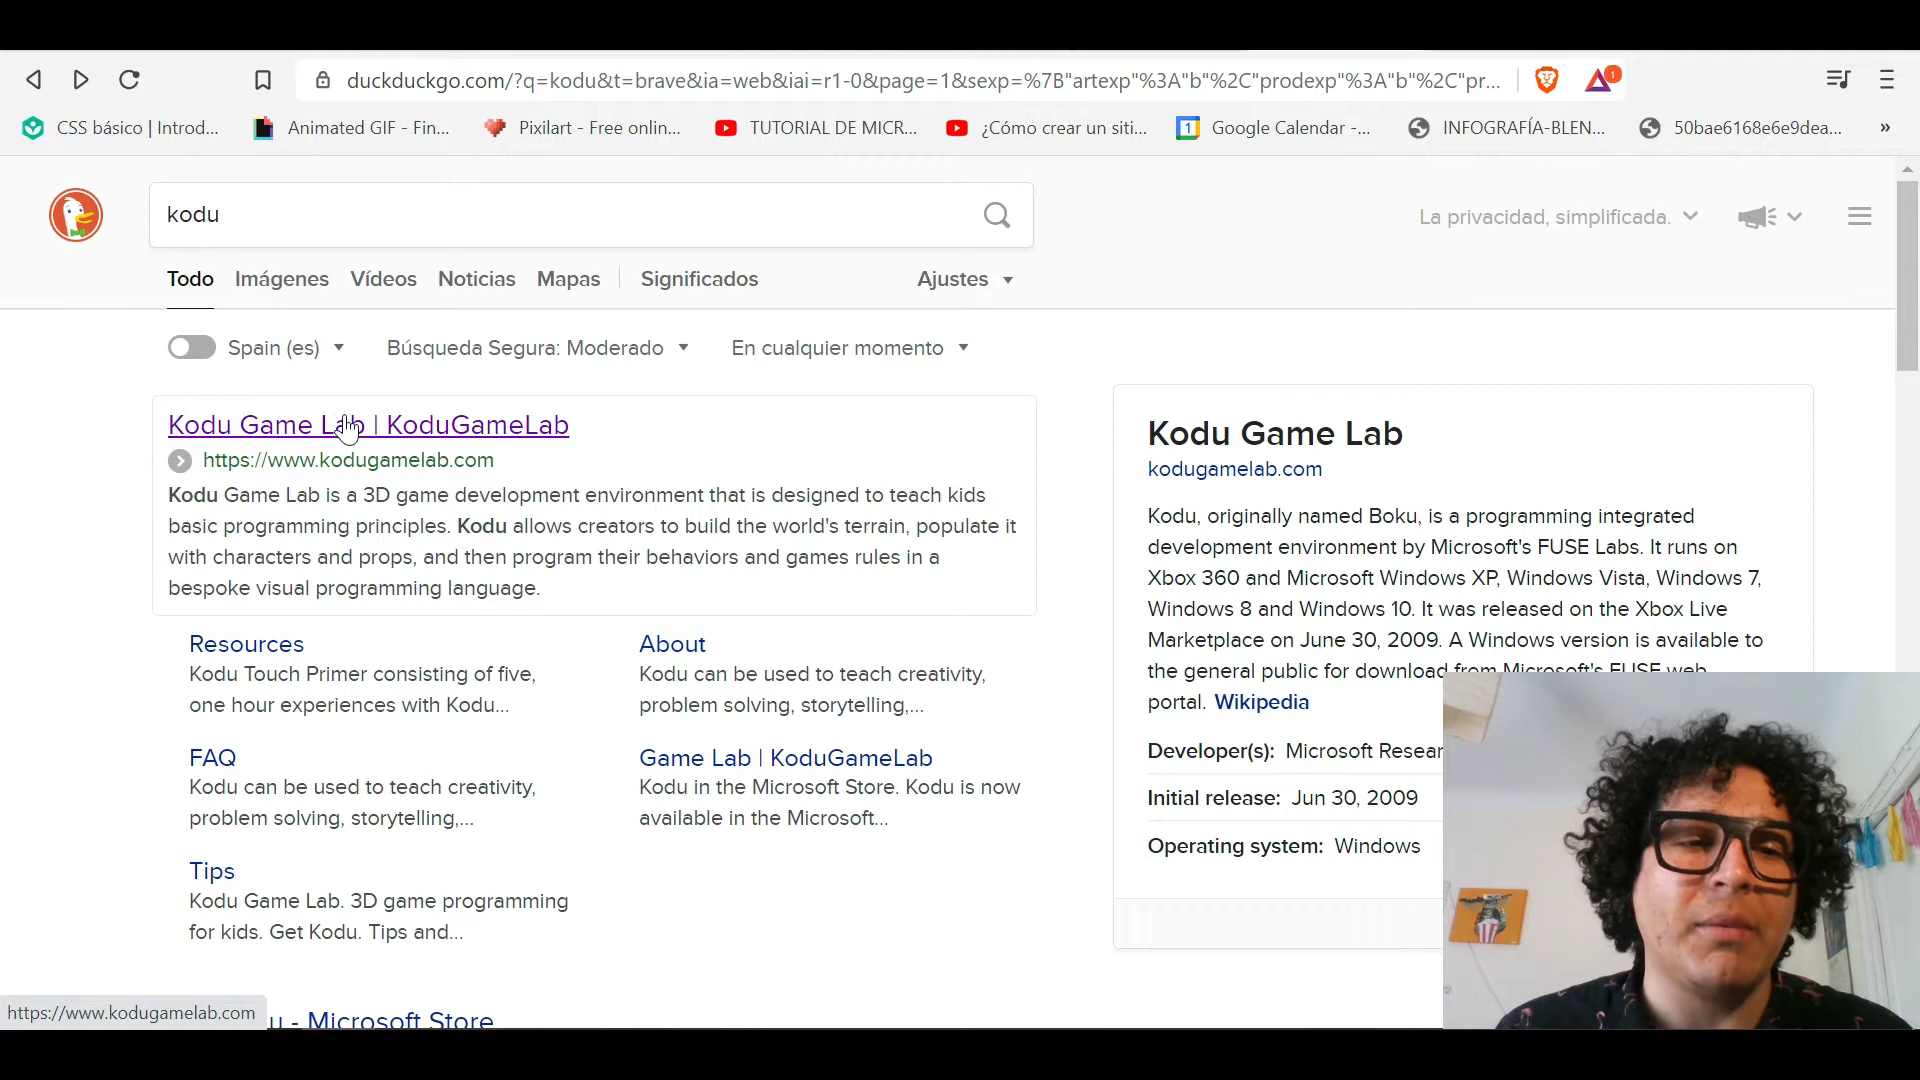 duckduckgo.com/?q=kodu&t=brave&ia=web&iai=r1-0&page=1&sexp=%7B"artexp"%3A"b"%2C"prodexp"%3A"b"%2C"pr...
1
CSS básico | Introd...
Animated GIF - Fin...
Pixilart - Free onlin...
TUTORIAL DE MICR...
¿Cómo crear un siti...
1
Google Calendar -...
INFOGRAFÍA-BLEN...
50bae6168e6e9dea...
»
kodu
La privacidad, simplificada.
Todo Imágenes Vídeos Noticias Mapas Significados Ajustes
Spain (es) Búsqueda Segura: Moderado En cualquier momento
Kodu Game Lab | KoduGameLab
https://www.kodugamelab.com
Kodu Game Lab is a 3D game development environment that is designed to teach kids
basic programming principles. Kodu allows creators to build the world's terrain, populate it
with characters and props, and then program their behaviors and games rules in a
bespoke visual programming language.
Resources
Kodu Touch Primer consisting of five,
one hour experiences with Kodu...
About
Kodu can be used to teach creativity,
problem solving, storytelling,...
FAQ
Kodu can be used to teach creativity,
problem solving, storytelling,...
Game Lab | KoduGameLab
Kodu in the Microsoft Store. Kodu is now
available in the Microsoft...
Tips
Kodu Game Lab. 3D game programming
for kids. Get Kodu. Tips and...
u - Microsoft Store
https://www.kodugamelab.com
Kodu Game Lab
kodugamelab.com
Kodu, originally named Boku, is a programming integrated
development environment by Microsoft's FUSE Labs. It runs on
Xbox 360 and Microsoft Windows XP, Windows Vista, Windows 7,
Windows 8 and Windows 10. It was released on the Xbox Live
Marketplace on June 30, 2009. A Windows version is available to
the general public for download from Microsoft's FUSE web
portal. Wikipedia
Developer(s): Microsoft Resear
Initial release: Jun 30, 2009
Operating system: Windows